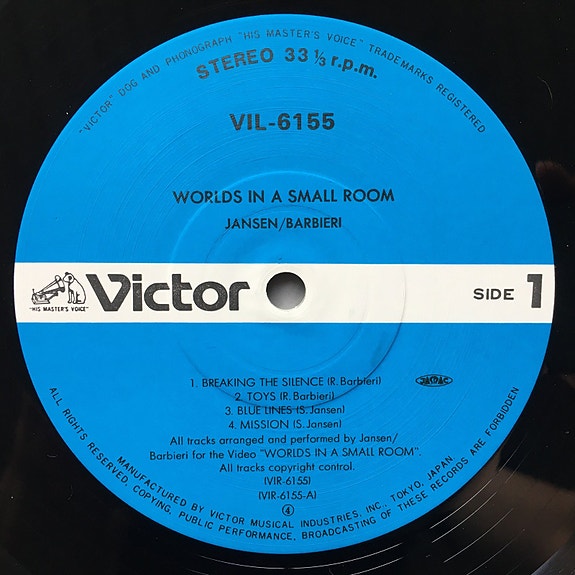 "VICTOR" DOG AND PHONOGRAPH "HIS MASTER'S VOICE" TRADEMARKS REGISTERED
STEREO 33 1/3 r.p.m.
VIL-6155
WORLDS IN A SMALL ROOM
JANSEN/BARBIERI
"HIS MASTER'S VOICE"
Victor
SIDE 1
1. BREAKING THE SILENCE (R. Barbieri)
2. TOYS (R. Barbieri)
3. BLUE LINES (S. Jansen)
4. MISSION (S. Jansen)
JASRAC
All tracks arranged and performed by Jansen/
Barbieri for the Video "WORLDS IN A SMALL ROOM".
All tracks copyright control.
(VIR-6155)
(VIR-6155-A)
④
ALL RIGHTS RESERVED, COPYING, PUBLIC PERFORMANCE, BROADCASTING OF THESE RECORDS ARE FORBIDDEN
MANUFACTURED BY VICTOR MUSICAL INDUSTRIES, INC., TOKYO, JAPAN